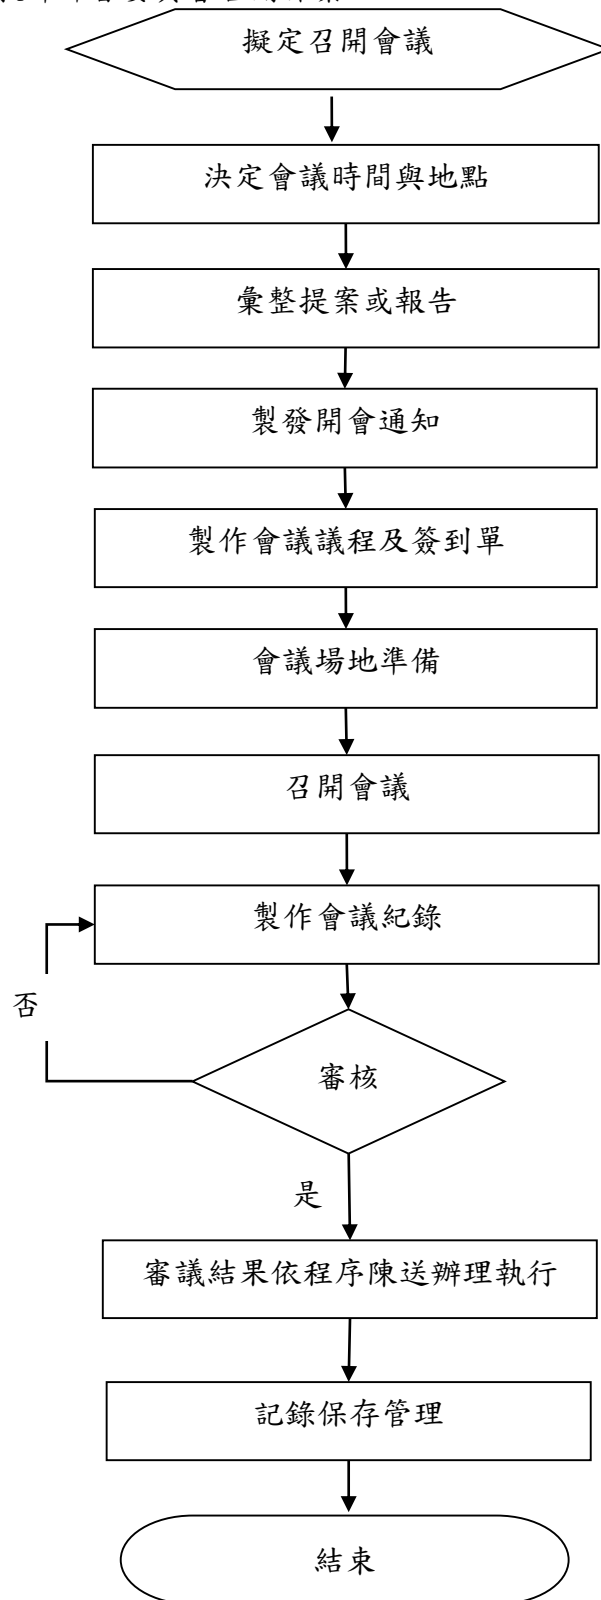 擬定召開會議
決定會議時間與地點
彙整提案或報告
製發開會通知
製作會議議程及簽到單
會議場地準備
召開會議
製作會議紀錄
否
審核
是
審議結果依程序陳送辦理執行
記錄保存管理
結束